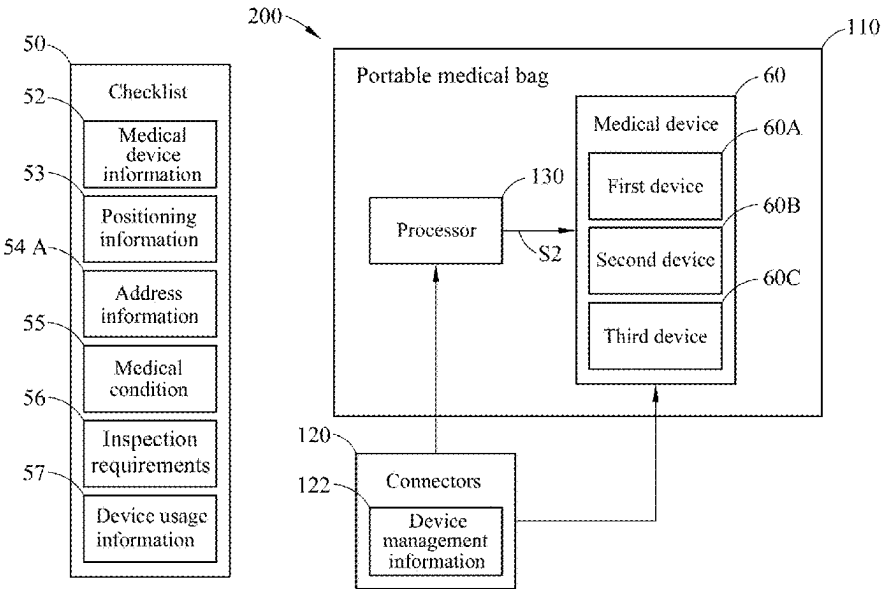 200
50
110
Checklist
Portable medical bag
60
52
Medical device
Medical
device
information
60A
First device
53
130
Positioning
information
Processor
60B
Second device
S2
54 A
Address
information
60C
Third device
55
Medical
condition
56
Inspection
requirements
120
Connectors
57
122
Device usage
information
Device
management
information